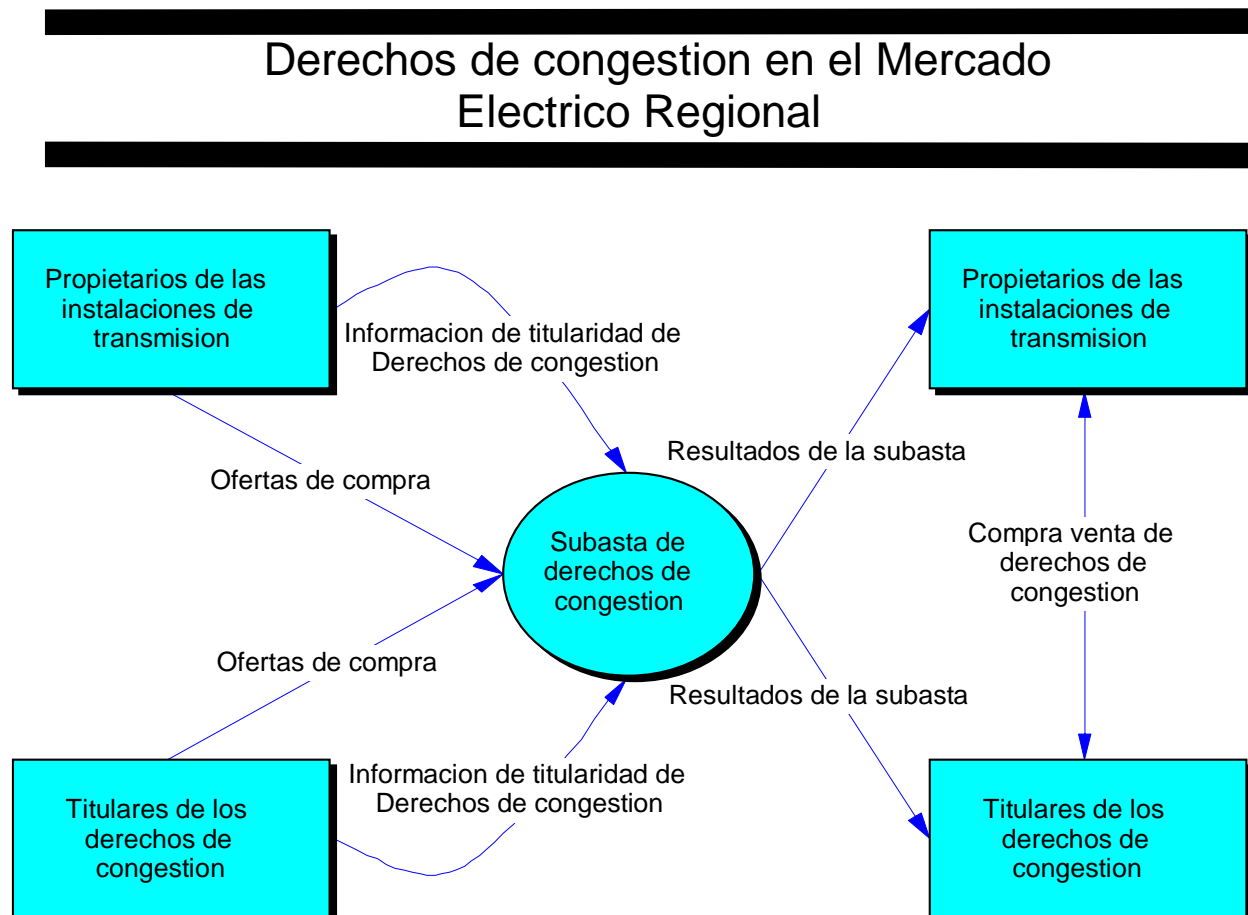 Derechos de congestion en el Mercado
Electrico Regional
Propietarios de las
instalaciones de
transmision
Propietarios de las
instalaciones de
transmision
Informacion de titularidad de
Derechos de congestion
Resultados de la subasta
Ofertas de compra
Subasta de
derechos de
congestion
Compra venta de
derechos de
congestion
Ofertas de compra
Resultados de la subasta
Informacion de titularidad de
Derechos de congestion
Titulares de los
derechos de
congestion
Titulares de los
derechos de
congestion